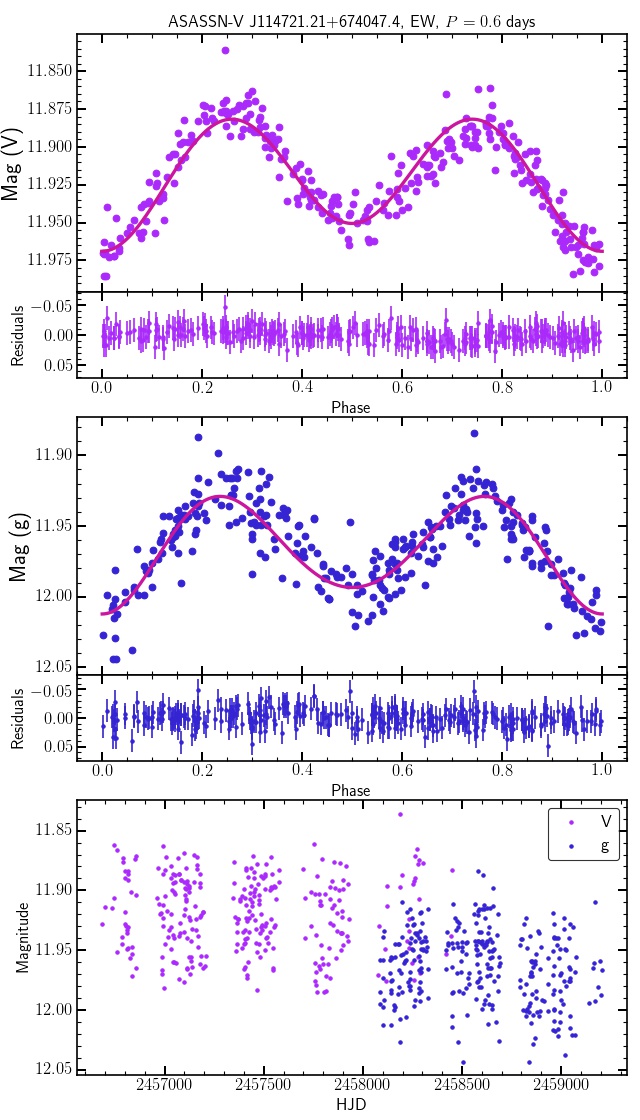 ASASSN-V J114721.21+674047.4, EW, P = 0.6 days
11.850
11.875
11.900
11.925
11.950
11.975
Mag (V)
−0.05
0.00
0.05
Residuals
0.0 0.2 0.4 0.6 0.8 1.0
Phase
11.90
11.95
12.00
12.05
Mag (g)
−0.05
0.00
0.05
Residuals
0.0 0.2 0.4 0.6 0.8 1.0
Phase
V
g
11.85
11.90
11.95
12.00
12.05
Magnitude
2457000 2457500 2458000 2458500 2459000
HJD